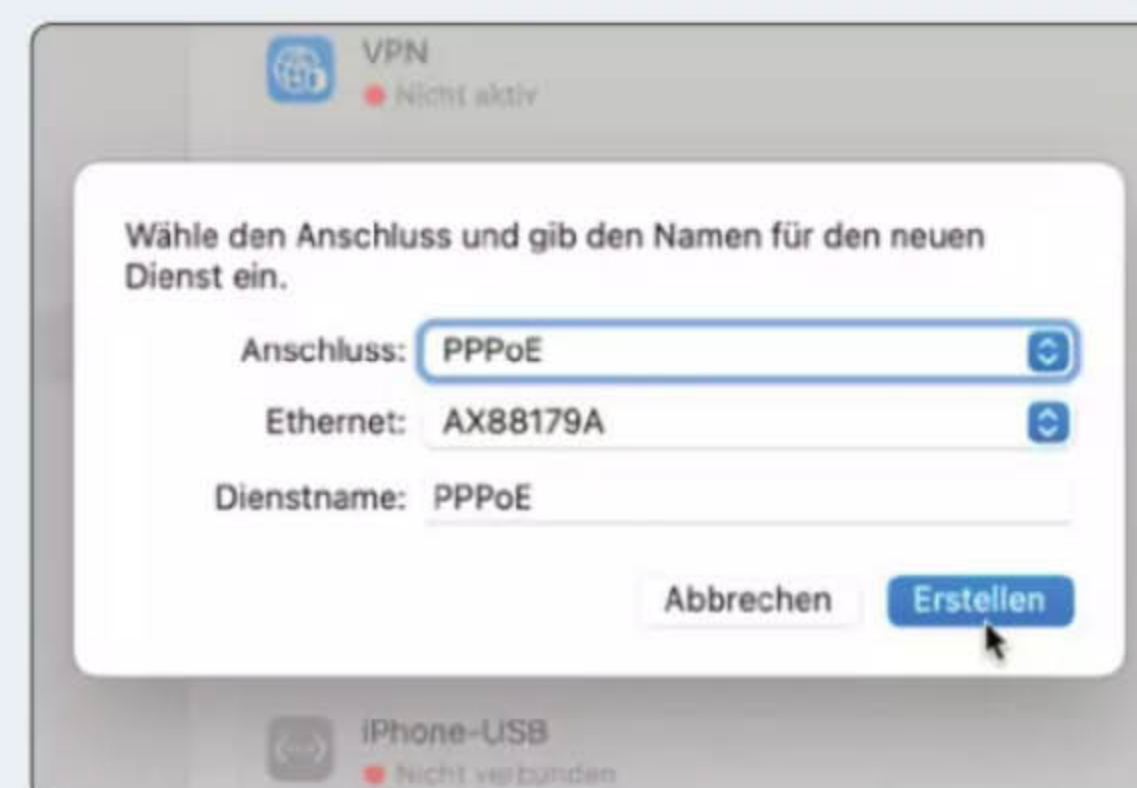 VPN
Nicht aktiv
Wähle den Anschluss und gib den Namen für den neuen
Dienst ein.
Anschluss: PPPoE
Ethernet: AX88179A
Dienstname: PPPoE
Abbrechen Erstellen
iPhone-USB
Nicht verbunden